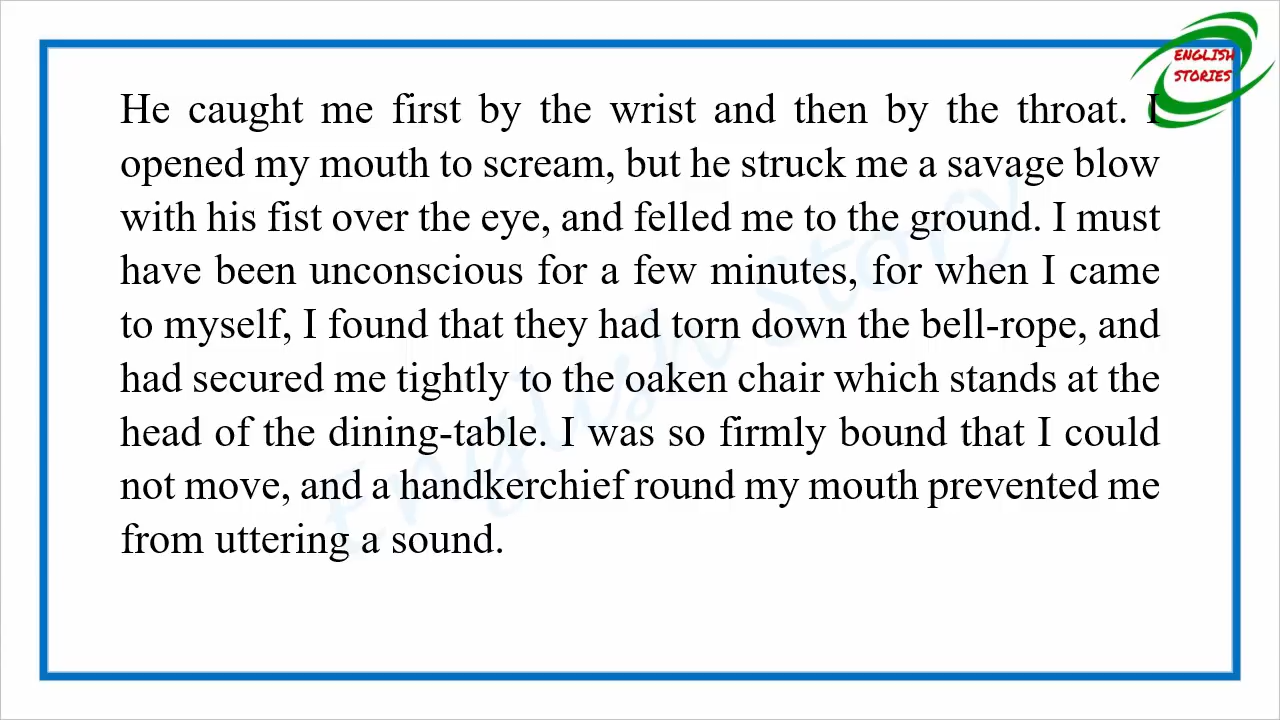 ENGLISH
STORIES
He caught me first by the wrist and then by the throat. I
opened my mouth to scream, but he struck me a savage blow
with his fist over the eye, and felled me to the ground. I must
have been unconscious for a few minutes, for when I came
to myself, I found that they had torn down the bell-rope, and
had secured me tightly to the oaken chair which stands at the
head of the dining-table. I was so firmly bound that I could
not move, and a handkerchief round my mouth prevented me
from uttering a sound.
English Story